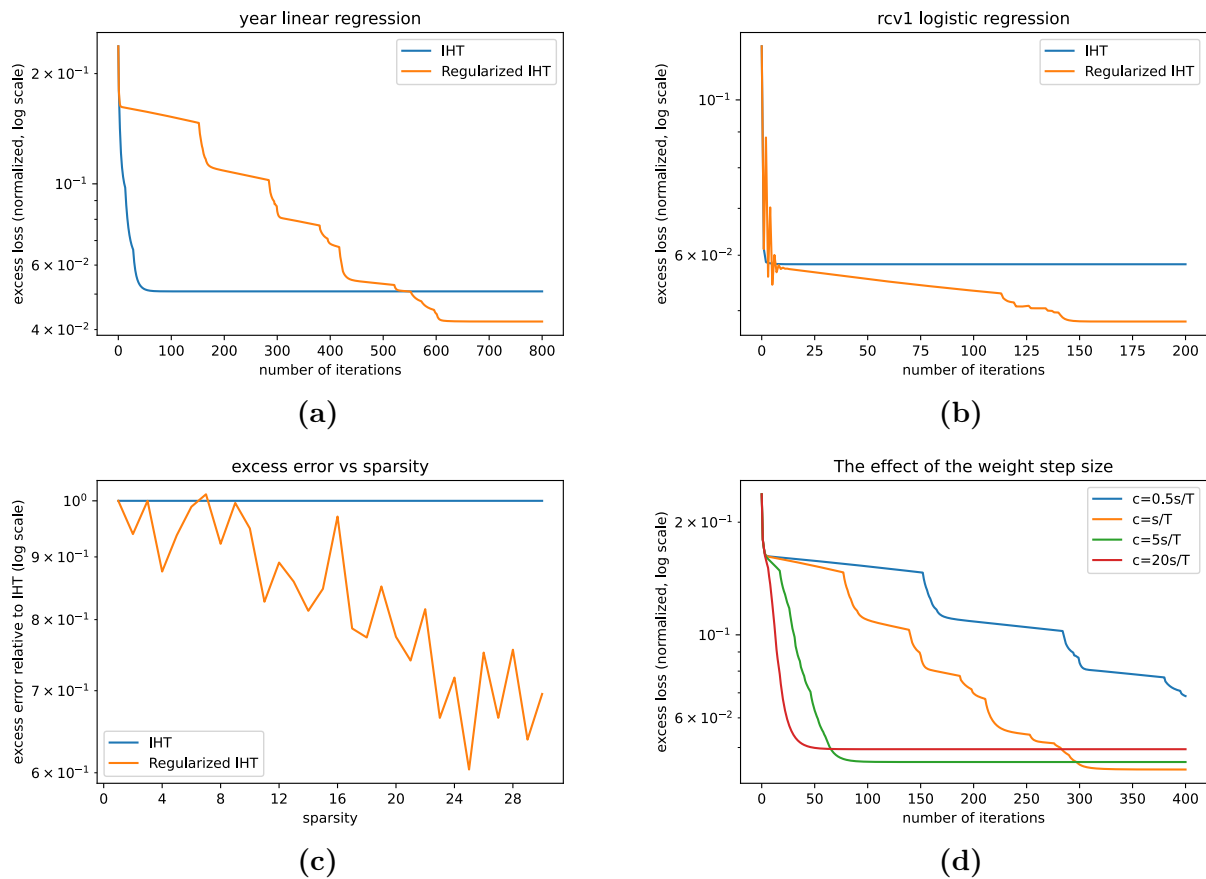 year linear regression
excess loss (normalized, log scale)
2 × 10⁻¹
10⁻¹
6 × 10⁻²
4 × 10⁻²
IHT
Regularized IHT
0 100 200 300 400 500 600 700 800
number of iterations
(a)
rcv1 logistic regression
excess loss (normalized, log scale)
10⁻¹
6 × 10⁻²
IHT
Regularized IHT
0 25 50 75 100 125 150 175 200
number of iterations
(b)
excess error vs sparsity
excess error relative to IHT (log scale)
10⁰
9 × 10⁻¹
8 × 10⁻¹
7 × 10⁻¹
6 × 10⁻¹
IHT
Regularized IHT
0 4 8 12 16 20 24 28
sparsity
(c)
The effect of the weight step size
excess loss (normalized, log scale)
2 × 10⁻¹
10⁻¹
6 × 10⁻²
c=0.5s/T
c=s/T
c=5s/T
c=20s/T
0 50 100 150 200 250 300 350 400
number of iterations
(d)